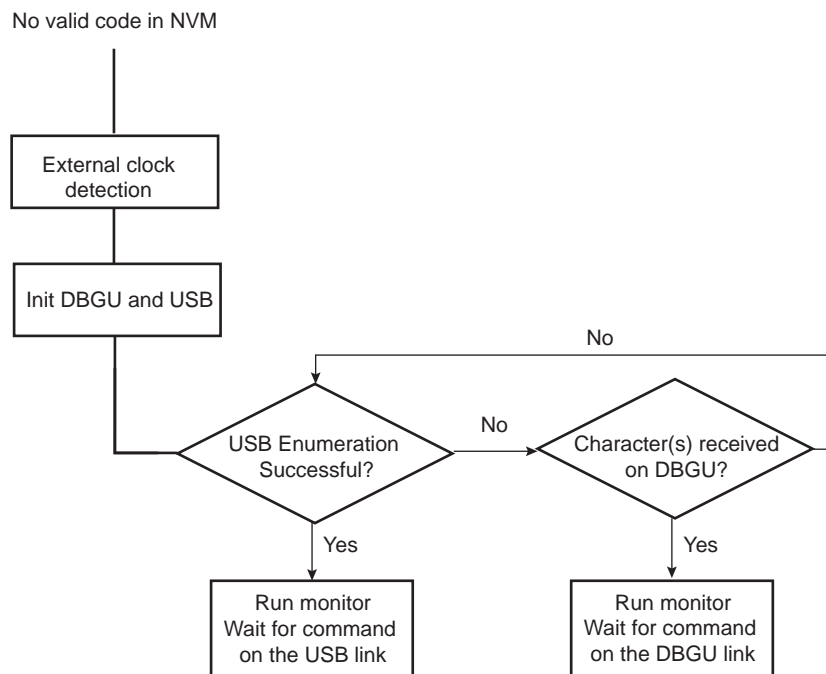 No valid code in NVM
External clock
detection
Init DBGU and USB
No
USB Enumeration
Successful?
No
Character(s) received
on DBGU?
Yes
Yes
Run monitor
Wait for command
on the USB link
Run monitor
Wait for command
on the DBGU link